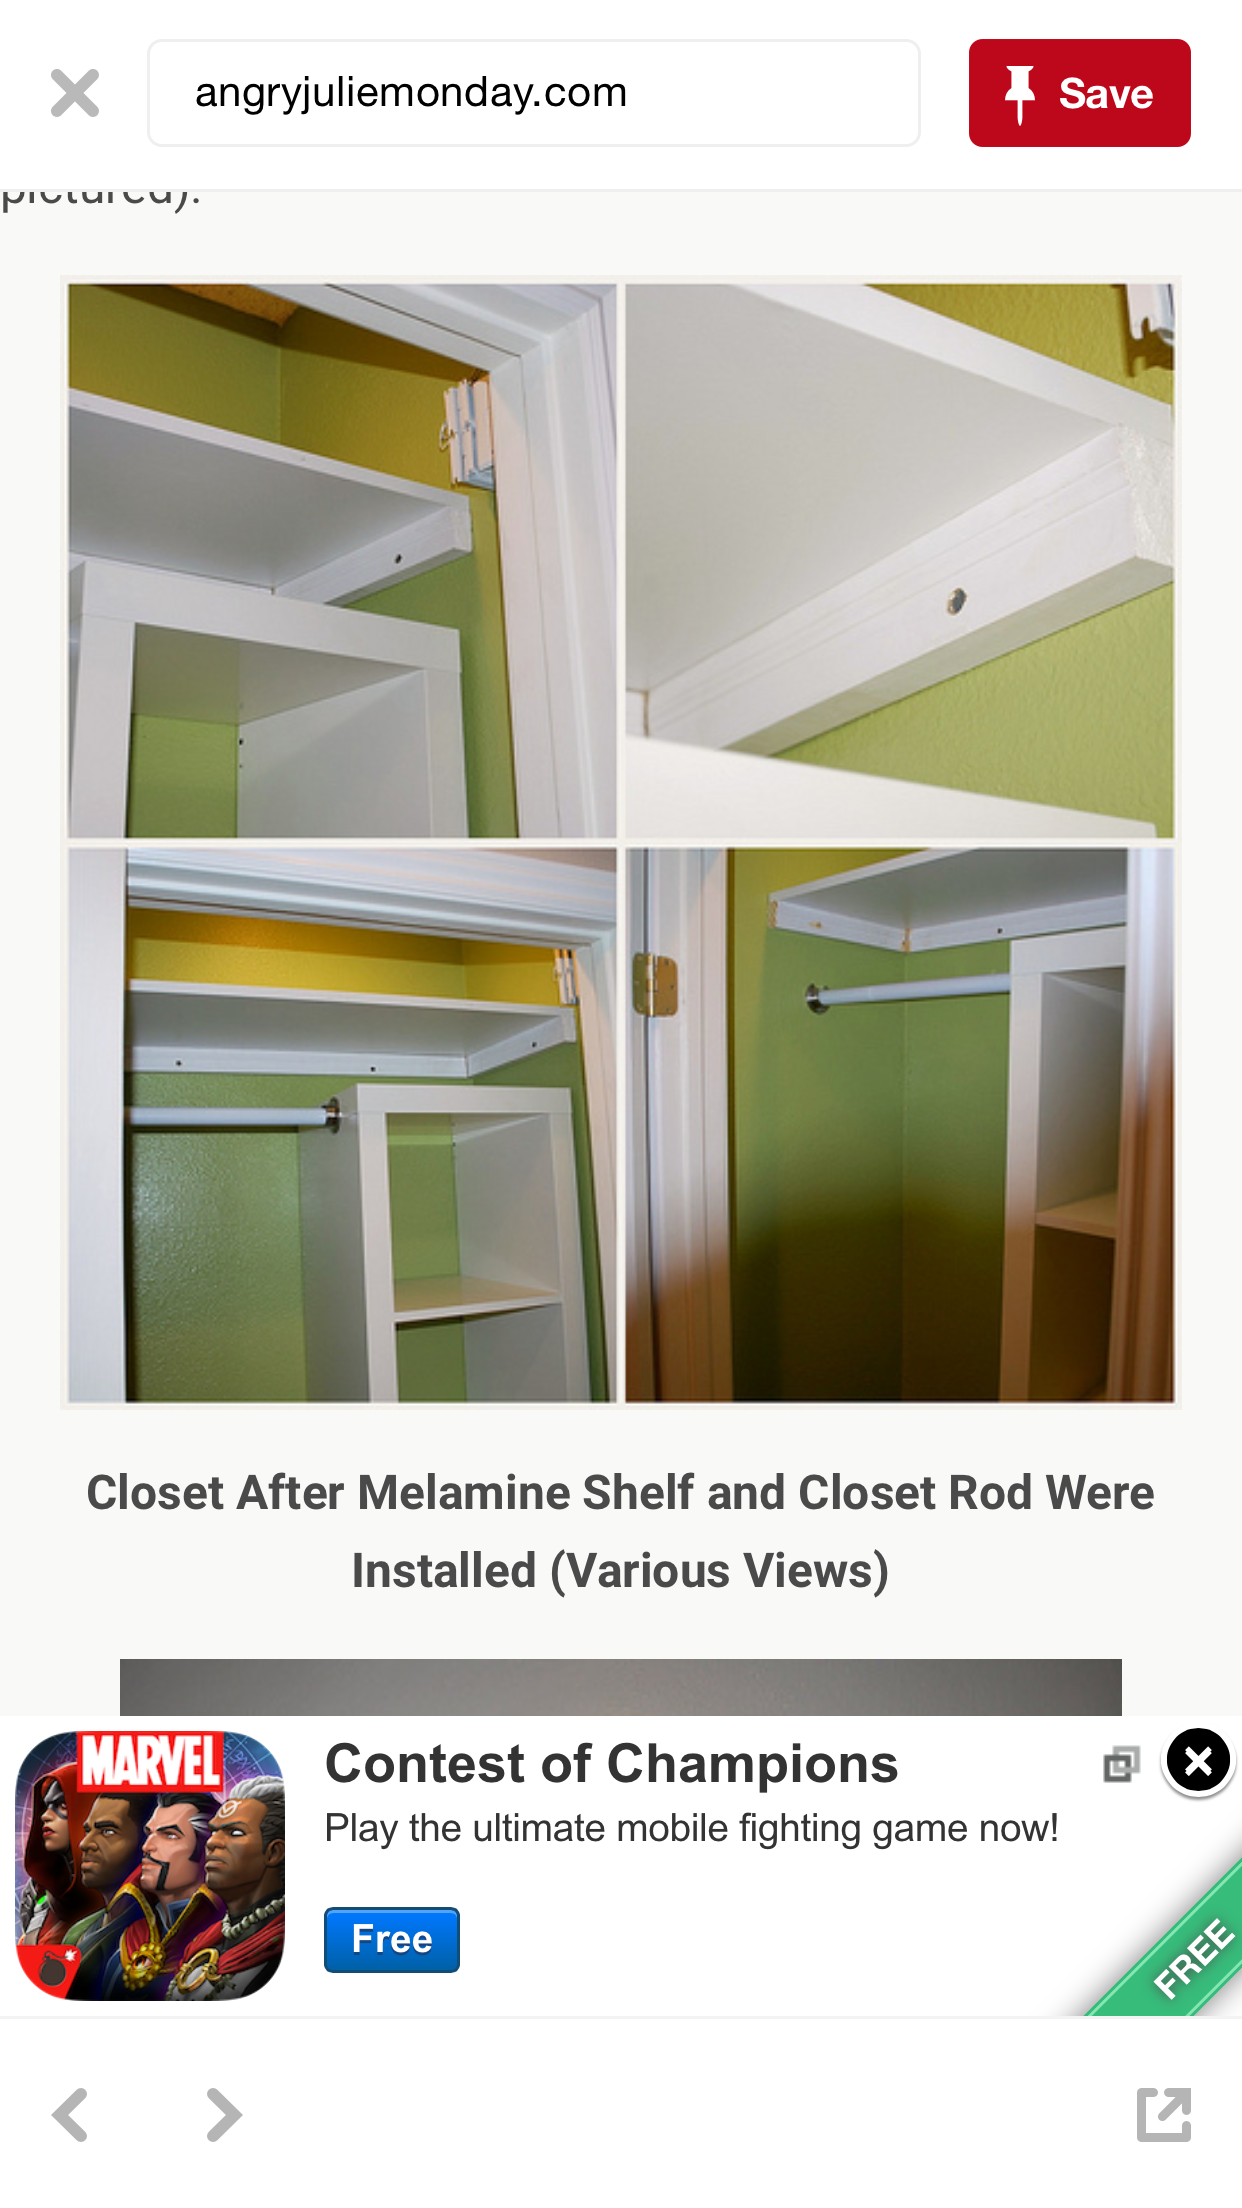 angryjuliemonday.com
Save
pictured).
Closet After Melamine Shelf and Closet Rod Were
Installed (Various Views)
MARVEL
Contest of Champions
Play the ultimate mobile fighting game now!
Free
FREE